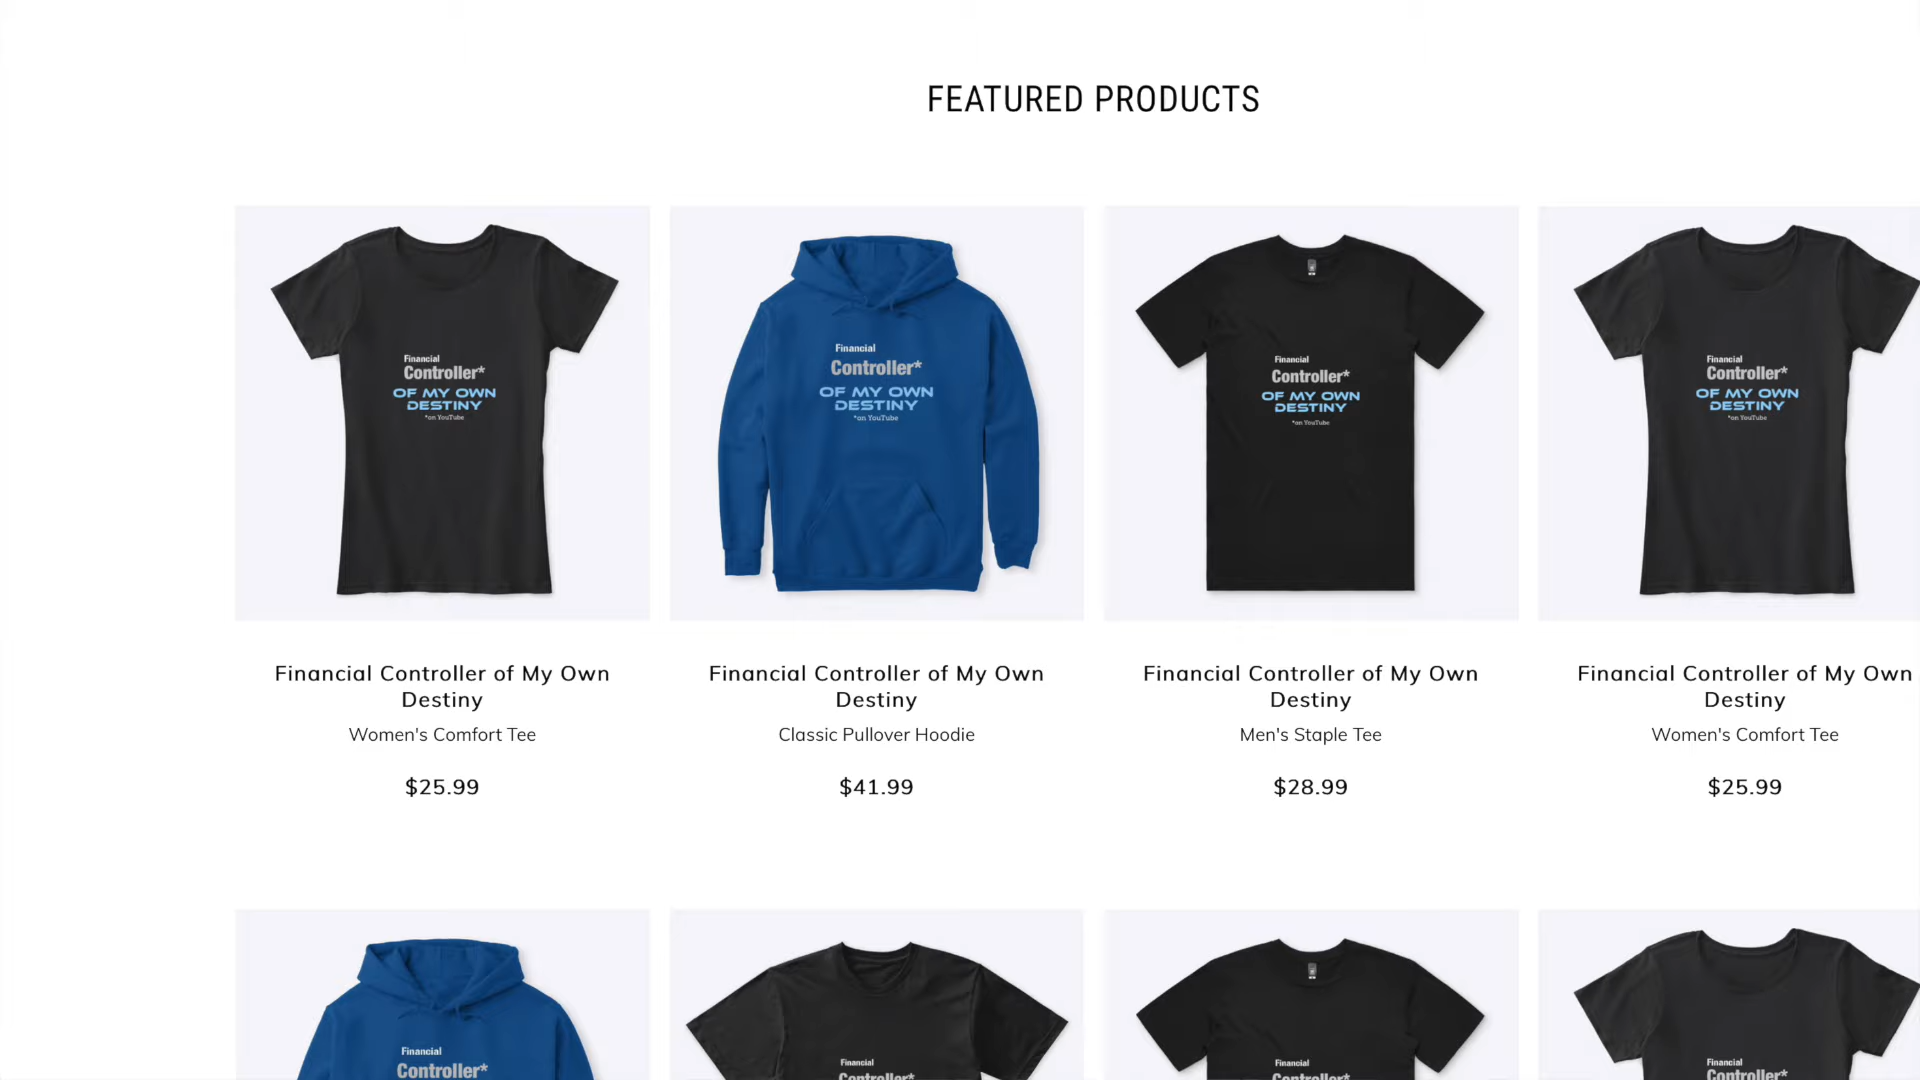 FEATURED PRODUCTS
Financial
Controller*
OF MY OWN
DESTINY
*on YouTube
Financial
Controller*
OF MY OWN
DESTINY
*on YouTube
Financial
Controller*
OF MY OWN
DESTINY
*on YouTube
Financial
Controller*
OF MY OWN
DESTINY
*on YouTube
Financial Controller of My Own
Destiny
Women's Comfort Tee
$25.99
Financial Controller of My Own
Destiny
Classic Pullover Hoodie
$41.99
Financial Controller of My Own
Destiny
Men's Staple Tee
$28.99
Financial Controller of My Own
Destiny
Women's Comfort Tee
$25.99
Financial
Controller*
Financial
Controller*
Financial
Controller*
Financial
Controller*